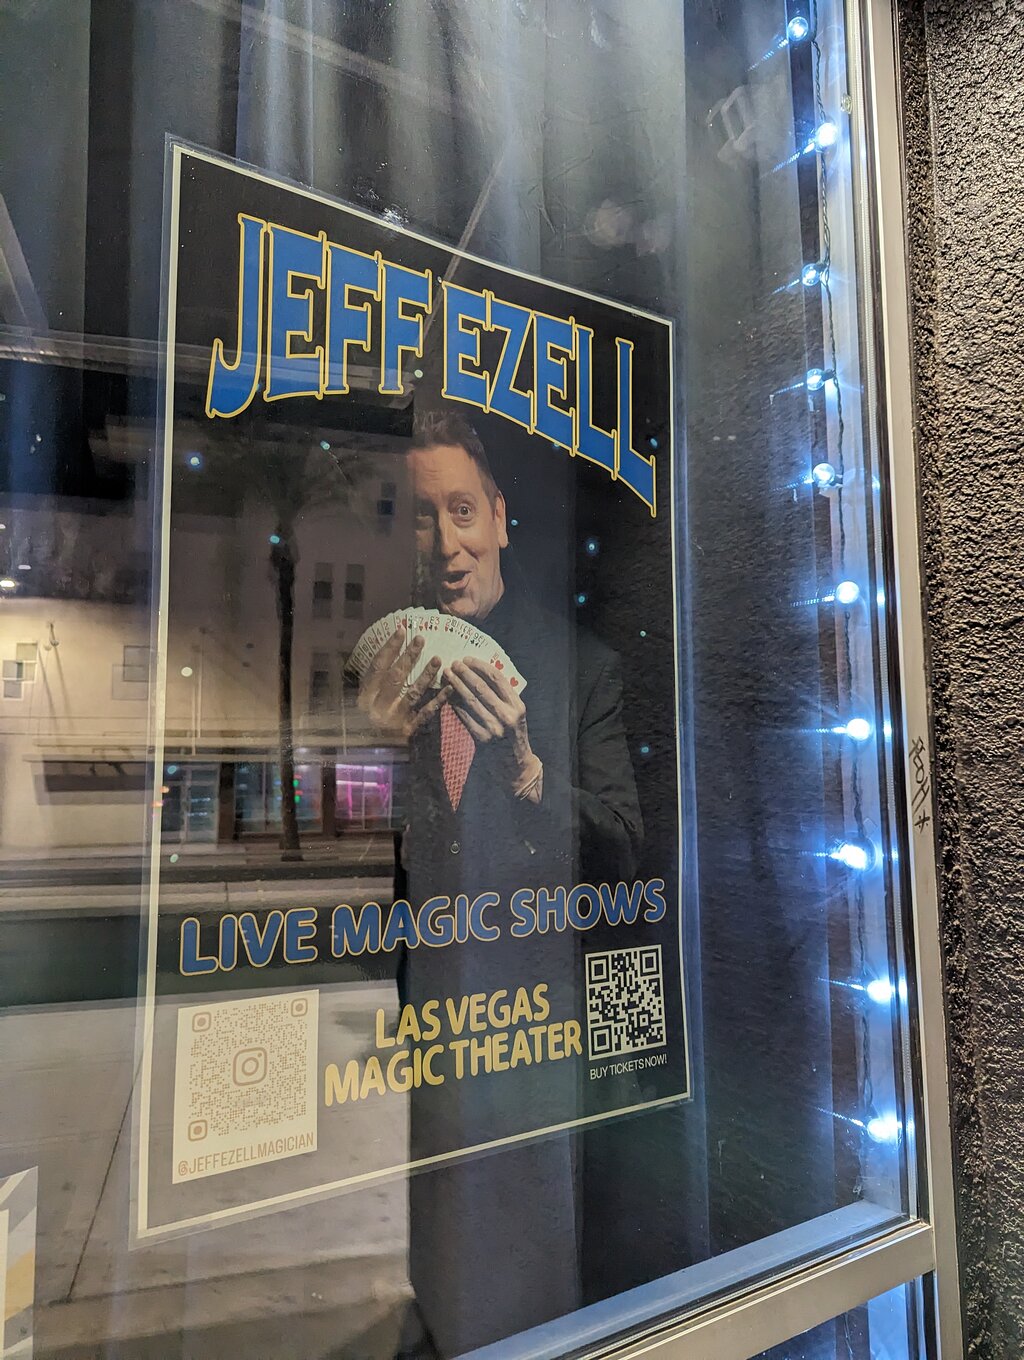 JEFF EZELL
LIVE MAGIC SHOWS
LAS VEGAS
MAGIC THEATER
BUY TICKETS NOW!
@JEFFEZELLMAGICIAN